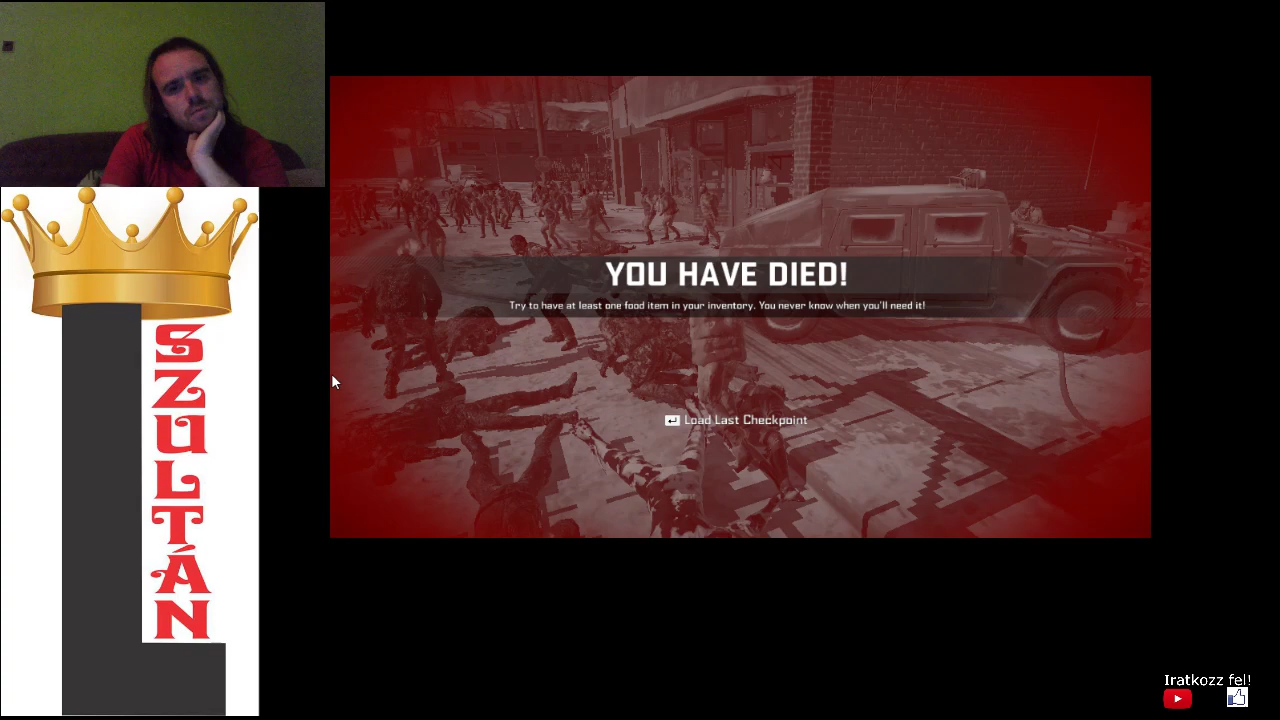 YOU HAVE DIED!
Try to have at least one food item in your inventory. You never know when you'll need it!
Load Last Checkpoint
L
SZULTÁN
Iratkozz fel!